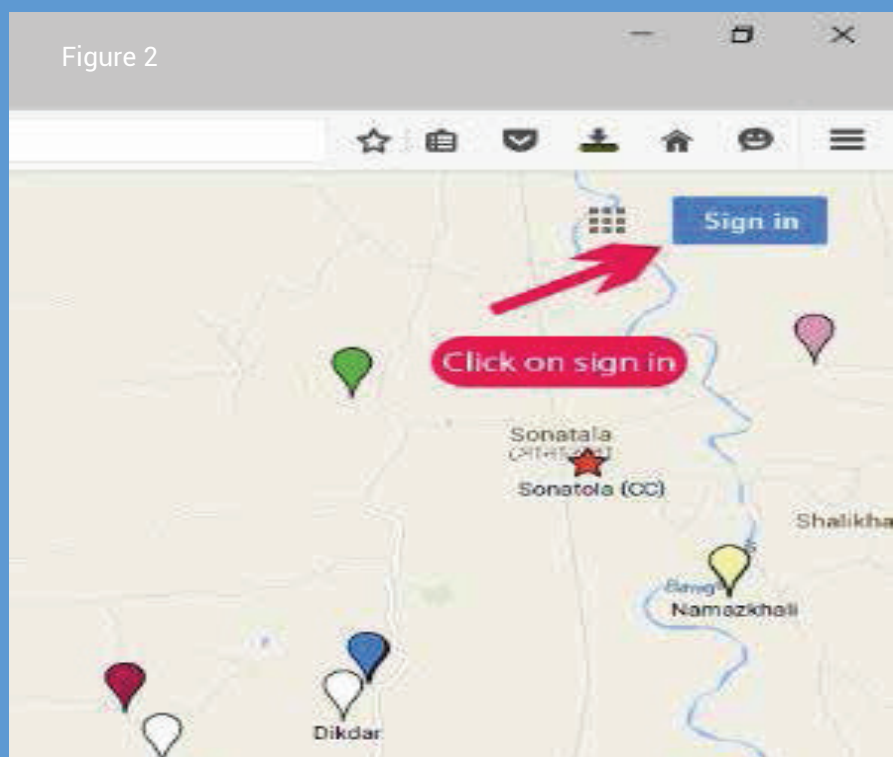 Figure 2
Sign in
Click on sign in
Sonatala
Sonatola (CC)
Shalikha
Namazkhali
Dikdar